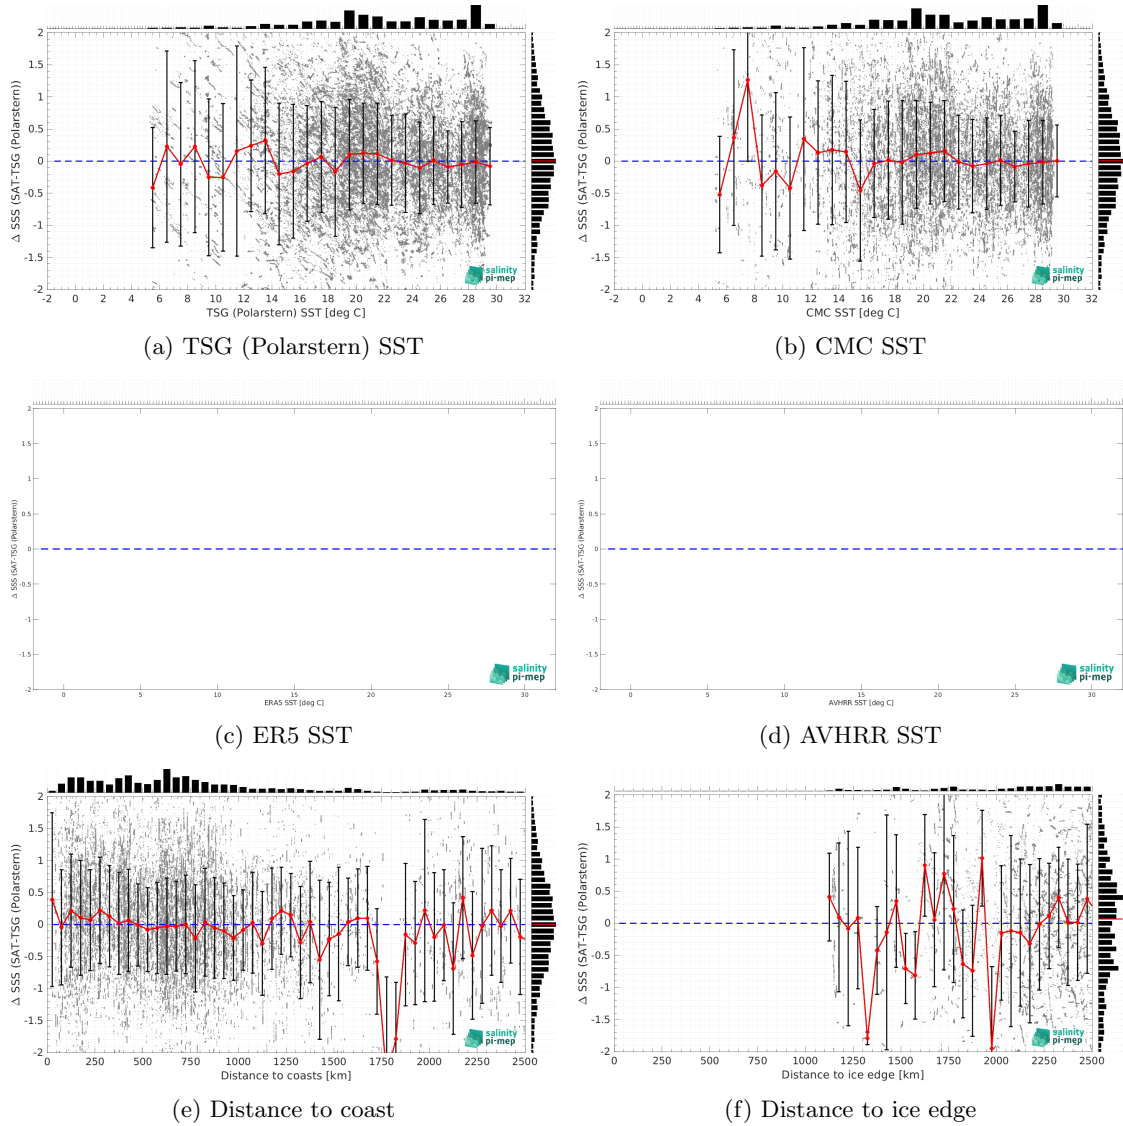 2
1.5
1
0.5
0
-0.5
-1
-1.5
-2
Δ SSS (SAT-TSG (Polarstern))
-2 0 2 4 6 8 10 12 14 16 18 20 22 24 26 28 30 32
TSG (Polarstern) SST [deg C]
salinity
pi-mep
(a) TSG (Polarstern) SST
2
1.5
1
0.5
0
-0.5
-1
-1.5
-2
Δ SSS (SAT-TSG (Polarstern))
-2 0 2 4 6 8 10 12 14 16 18 20 22 24 26 28 30 32
CMC SST [deg C]
salinity
pi-mep
(b) CMC SST
2
1.5
1
0.5
0
-0.5
-1
-1.5
-2
Δ SSS (SAT-TSG (Polarstern))
0 5 10 15 20 25 30
ERA5 SST [deg C]
salinity
pi-mep
(c) ER5 SST
2
1.5
1
0.5
0
-0.5
-1
-1.5
-2
Δ SSS (SAT-TSG (Polarstern))
0 5 10 15 20 25 30
AVHRR SST [deg C]
salinity
pi-mep
(d) AVHRR SST
2
1.5
1
0.5
0
-0.5
-1
-1.5
-2
Δ SSS (SAT-TSG (Polarstern))
0 250 500 750 1000 1250 1500 1750 2000 2250 2500
Distance to coasts [km]
salinity
pi-mep
(e) Distance to coast
2
1.5
1
0.5
0
-0.5
-1
-1.5
-2
Δ SSS (SAT-TSG (Polarstern))
0 250 500 750 1000 1250 1500 1750 2000 2250 2500
Distance to ice edge [km]
salinity
pi-mep
(f) Distance to ice edge